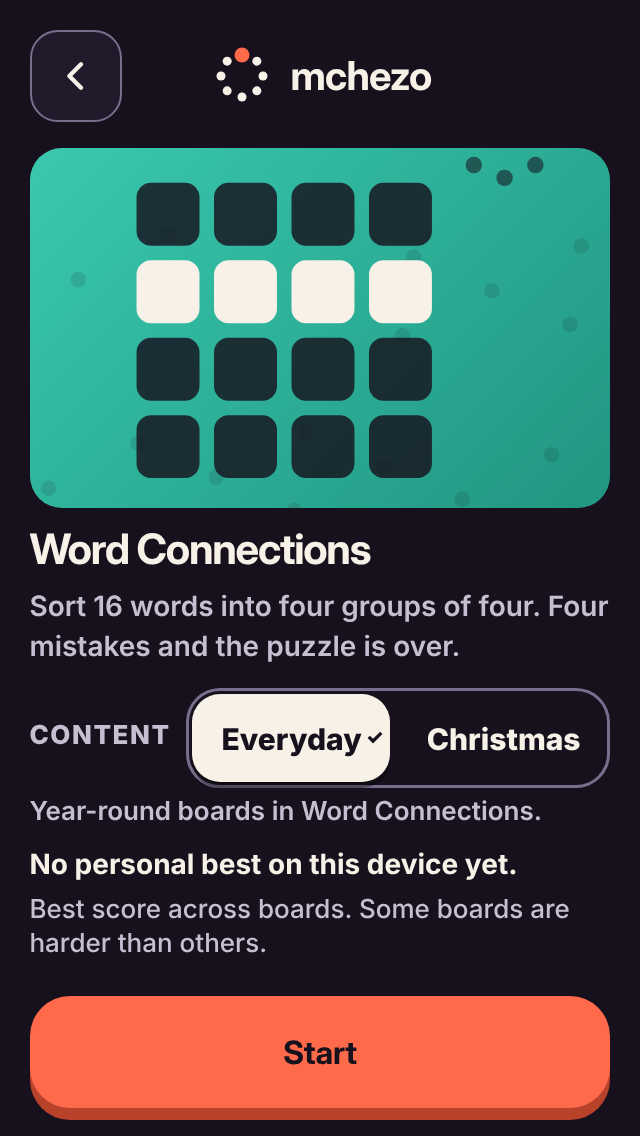 mchezo
Word Connections
Sort 16 words into four groups of four. Four
mistakes and the puzzle is over.
CONTENT
Everyday
Christmas
Year-round boards in Word Connections.
No personal best on this device yet.
Best score across boards. Some boards are
harder than others.
Start